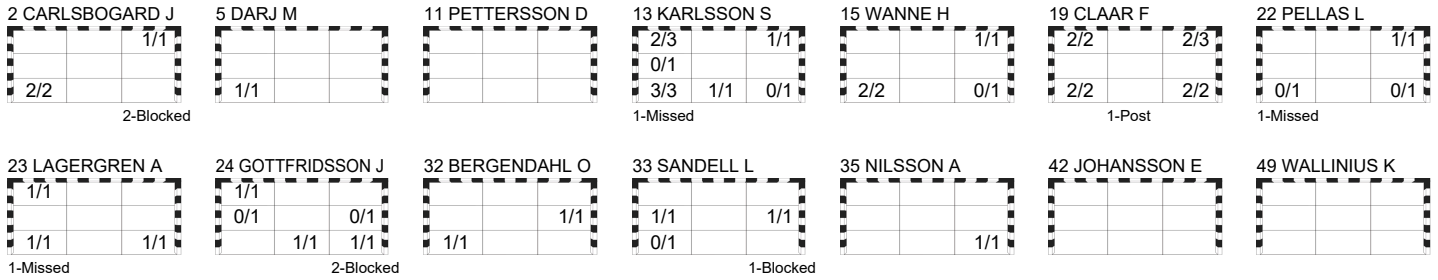 2 CARLSBOGARD J 5 DARJ M 11 PETTERSSON D 13 KARLSSON S 15 WANNE H 19 CLAAR F 22 PELLAS L
1/1 2/3 1/1 1/1 2/2 2/3 1/1
0/1
2/2 1/1 3/3 1/1 0/1 2/2 0/1 2/2 2/2 0/1 0/1
2-Blocked 1-Missed 1-Post 1-Missed
23 LAGERGREN A 24 GOTTFRIDSSON J 32 BERGENDAHL O 33 SANDELL L 35 NILSSON A 42 JOHANSSON E 49 WALLINIUS K
1/1 1/1
0/1 0/1 1/1 1/1 1/1
1/1 1/1 1/1 1/1 1/1 0/1 1/1
1-Missed 2-Blocked 1-Blocked